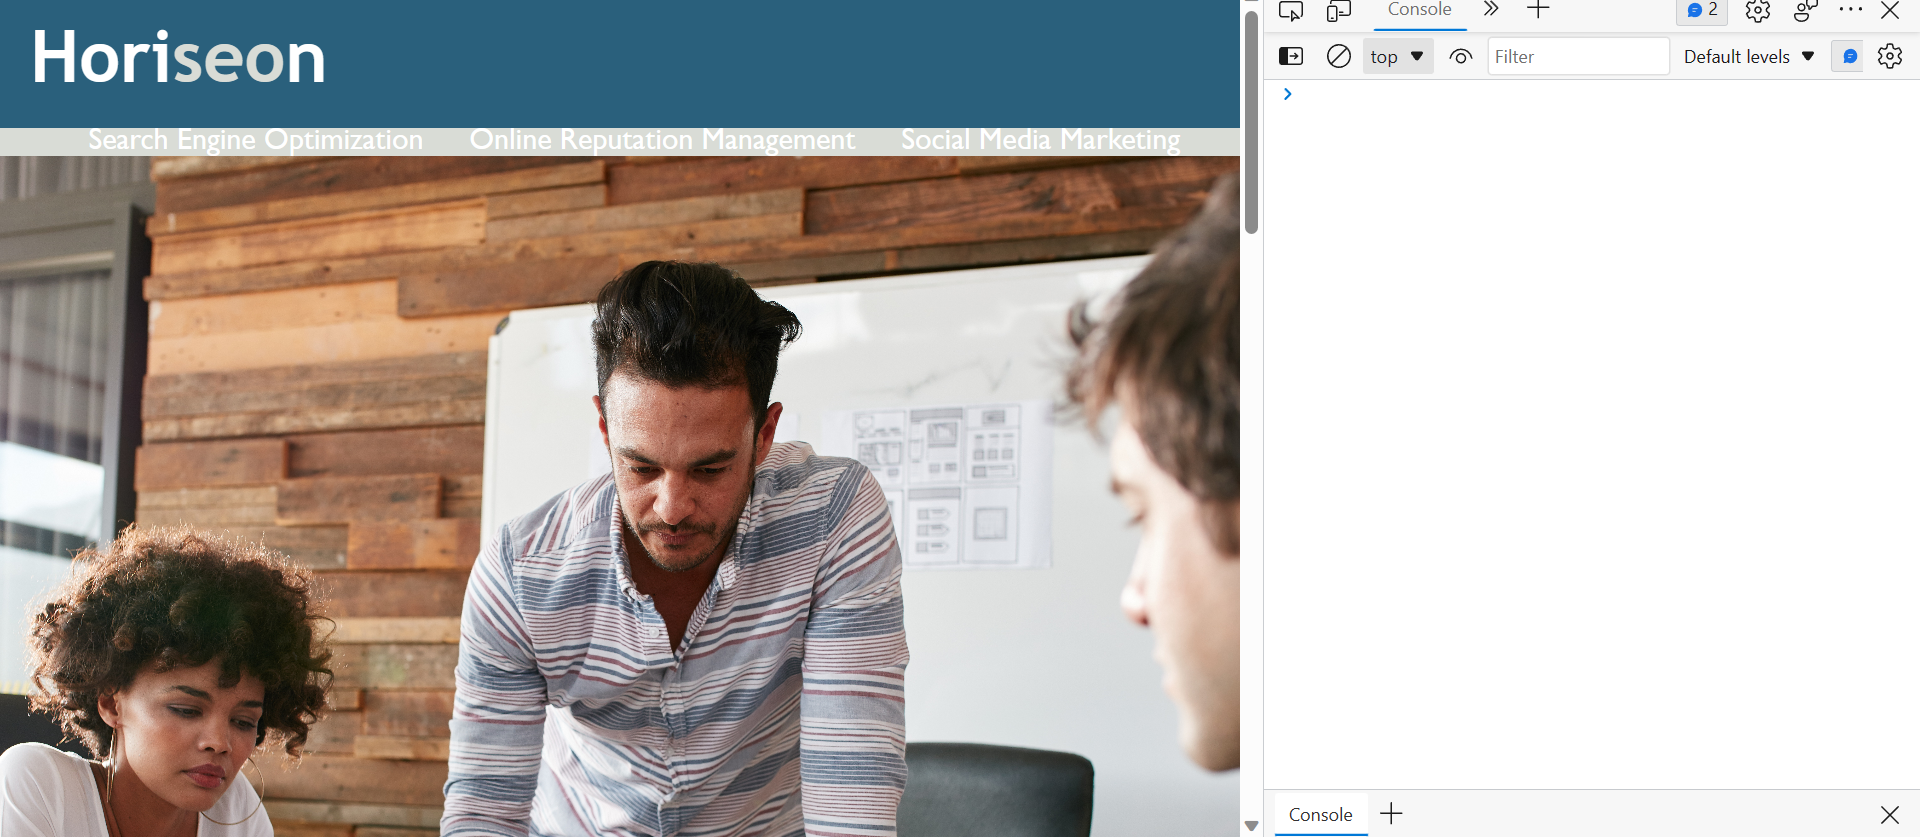 Horiseon
Search Engine Optimization Online Reputation Management Social Media Marketing
Console
2
top
Filter
Default levels
Console